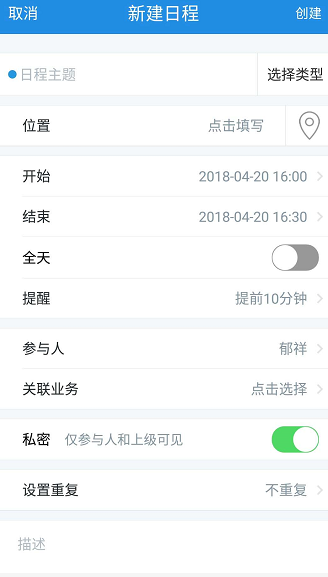 取消 新建日程 创建
日程主题 选择类型
位置 点击填写
开始 2018-04-20 16:00
结束 2018-04-20 16:30
全天
提醒 提前10分钟
参与人 郁祥
关联业务 点击选择
私密 仅参与人和上级可见
设置重复 不重复
描述